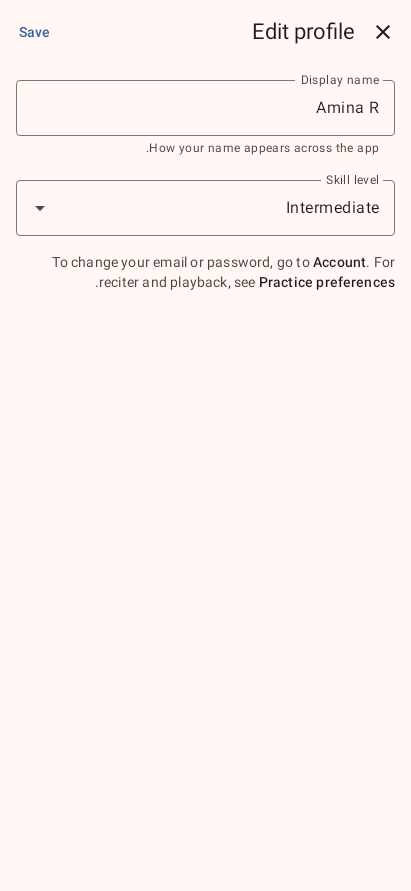 Edit profile
Save
Display name
Amina R
How your name appears across the app.
Skill level
Intermediate
To change your email or password, go to Account. For
reciter and playback, see Practice preferences.